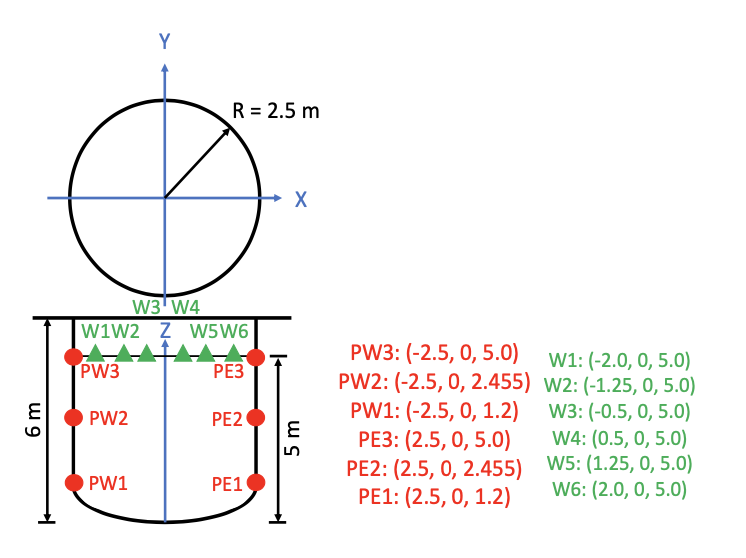 Y
R = 2.5 m
X
W3 W4
W1W2 Z W5W6
PW3 PE3
PW2 PE2
PW1 PE1
6 m
5 m
PW3: (-2.5, 0, 5.0)
PW2: (-2.5, 0, 2.455)
PW1: (-2.5, 0, 1.2)
PE3: (2.5, 0, 5.0)
PE2: (2.5, 0, 2.455)
PE1: (2.5, 0, 1.2)
W1: (-2.0, 0, 5.0)
W2: (-1.25, 0, 5.0)
W3: (-0.5, 0, 5.0)
W4: (0.5, 0, 5.0)
W5: (1.25, 0, 5.0)
W6: (2.0, 0, 5.0)